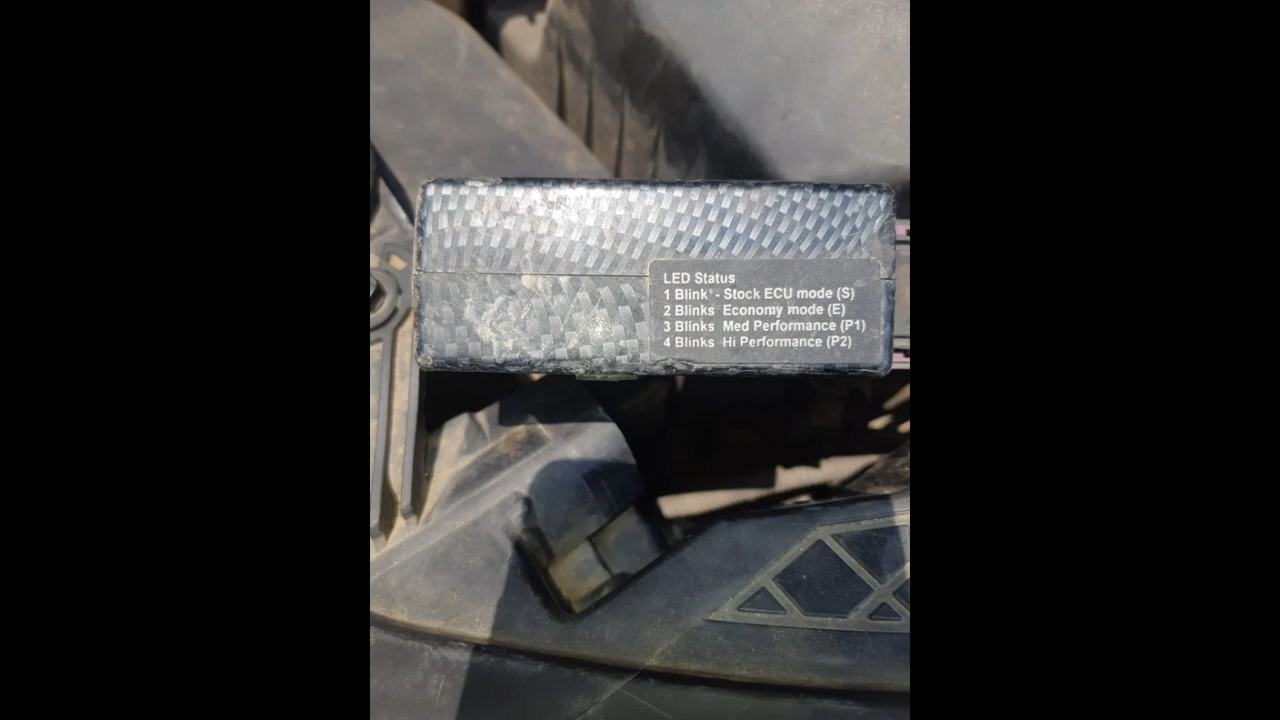 LED Status
1 Blink - Stock ECU mode (S)
2 Blinks Economy mode (E)
3 Blinks Med Performance (P1)
4 Blinks Hi Performance (P2)